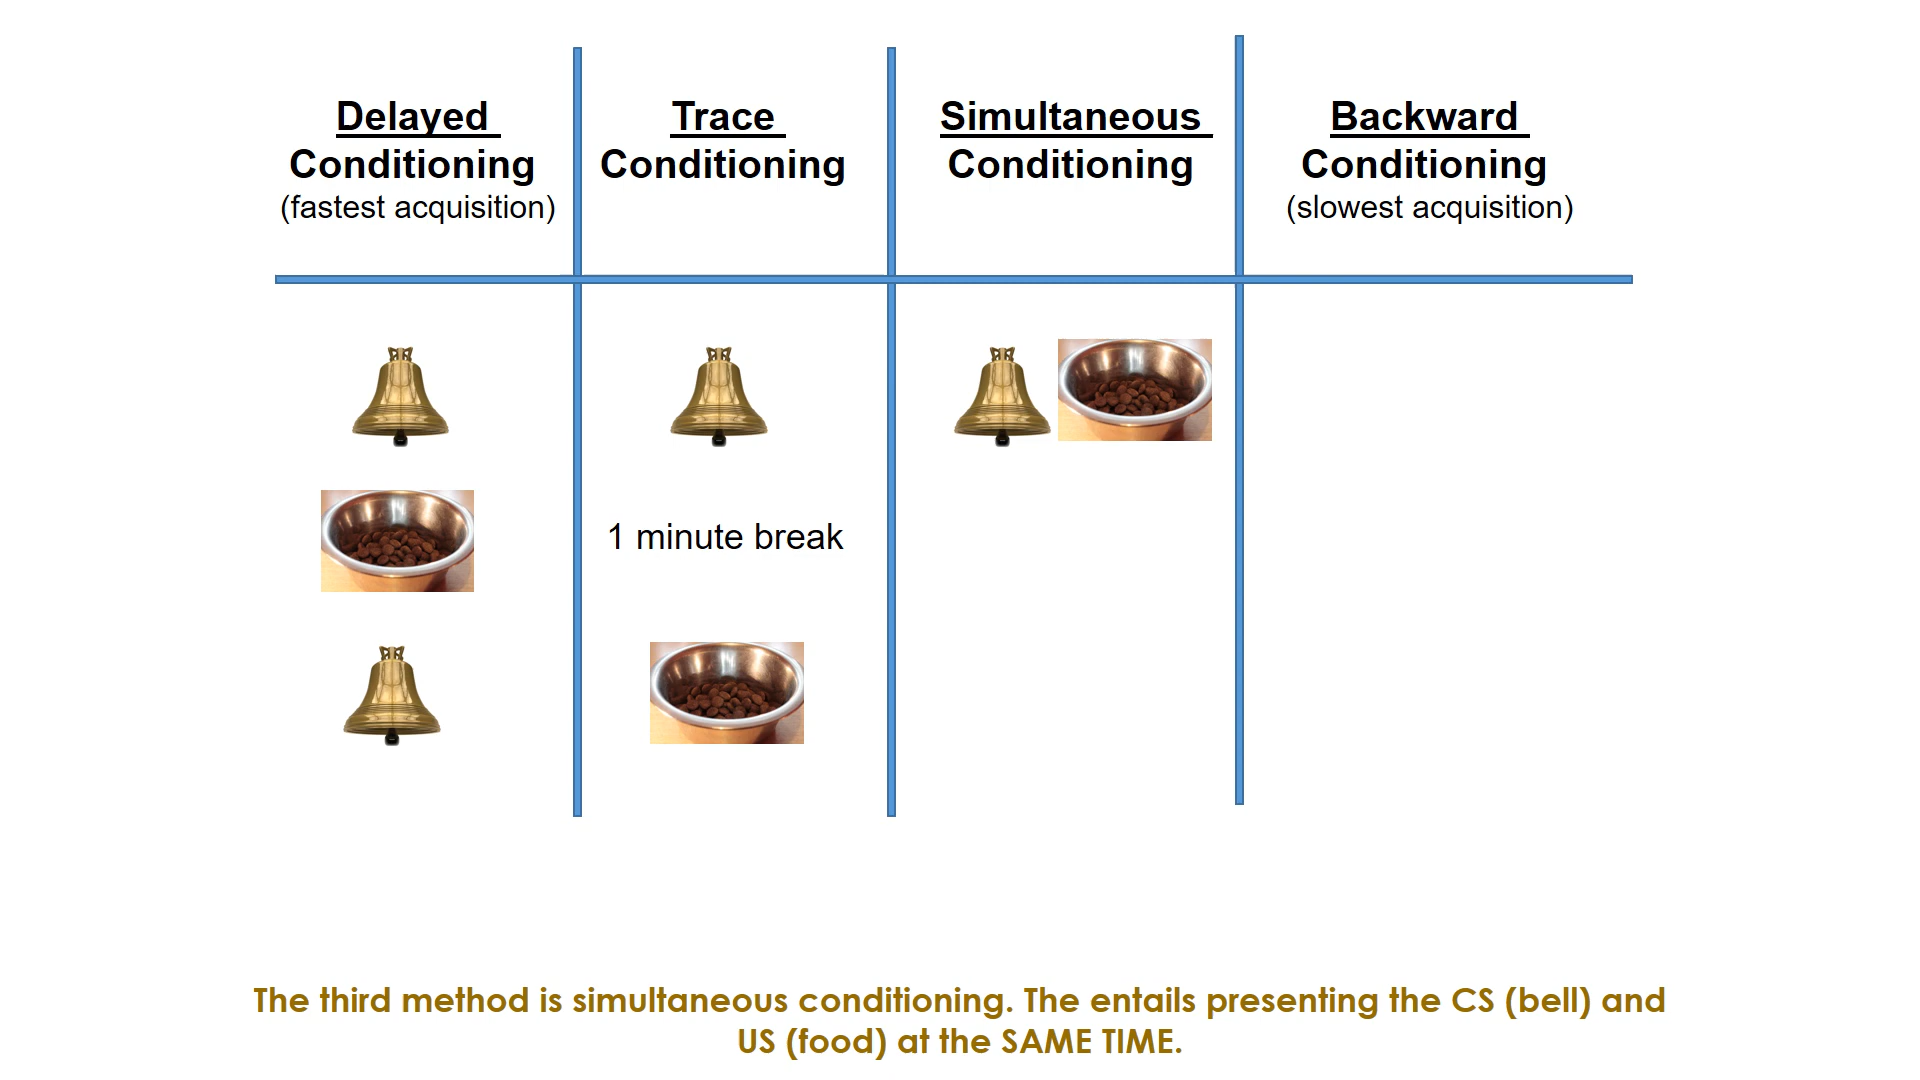 Delayed
Conditioning
(fastest acquisition)
Trace
Conditioning
Simultaneous
Conditioning
Backward
Conditioning
(slowest acquisition)
1 minute break
The third method is simultaneous conditioning. The entails presenting the CS (bell) and
US (food) at the SAME TIME.